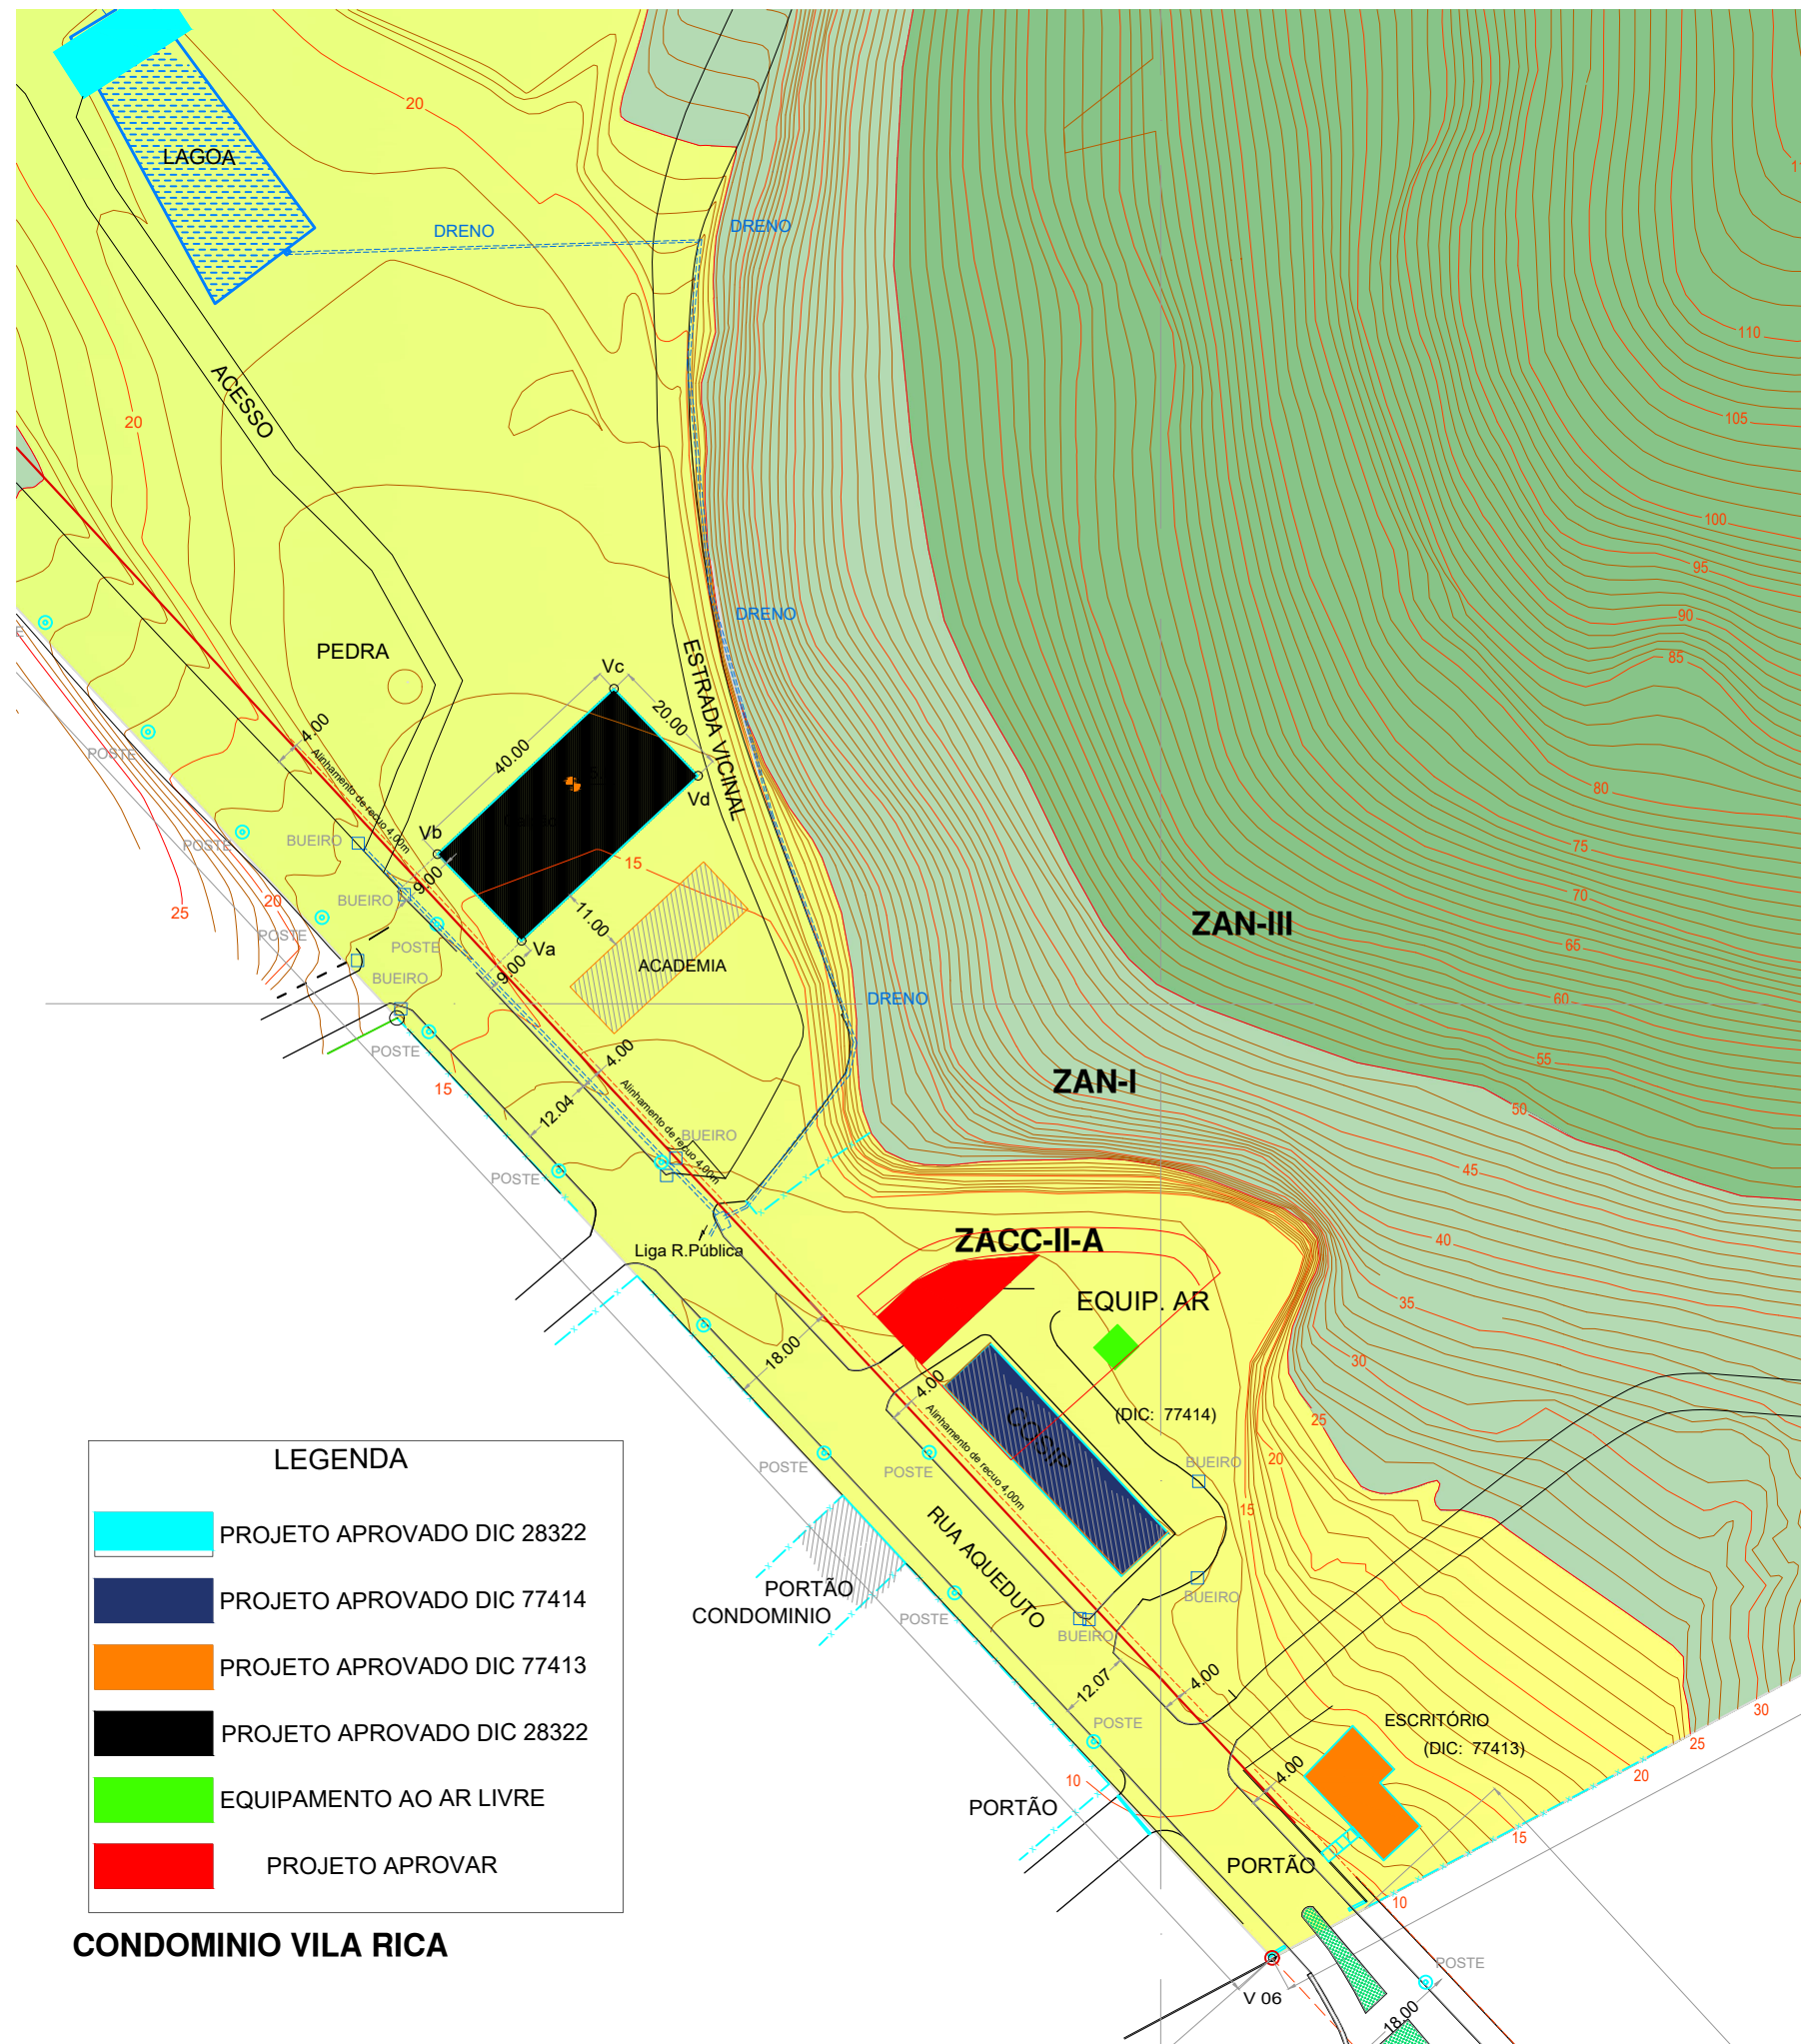 20
LAGOA
DRENO
DRENO
110
ACESSO
20
105
100
95
90
85
DRENO
PEDRA
ESTRADA VICINAL
Vc
20.00
40.00
4.00
Alinhamento de recuo 4,00m
POSTE
Vd
80
Vb
POSTE
BUEIRO
75
15
9.00
BUEIRO
70
20
25
11.00
ZAN-III
POSTE
POSTE
Va
65
9.00
ACADEMIA
BUEIRO
DRENO
60
POSTE
4.00
55
15
ZAN-I
12.04
Alinhamento de recuo 4,00m
50
BUEIRO
45
POSTE
Liga R.Pública
ZACC-II-A
40
EQUIP. AR
35
18.00
30
4.00
(DIC: 77414)
25
COSIP
Alinhamento de recuo 4,00m
20
POSTE
POSTE
BUEIRO
15
RUA AQUEDUTO
PORTÃO
CONDOMINIO
POSTE
BUEIRO
BUEIRO
12.07
4.00
POSTE
ESCRITÓRIO
(DIC: 77413)
30
25
20
10
4.00
PORTÃO
15
PORTÃO
10
POSTE
V 06
18.00
LEGENDA
PROJETO APROVADO DIC 28322
PROJETO APROVADO DIC 77414
PROJETO APROVADO DIC 77413
PROJETO APROVADO DIC 28322
EQUIPAMENTO AO AR LIVRE
PROJETO APROVAR
CONDOMINIO VILA RICA